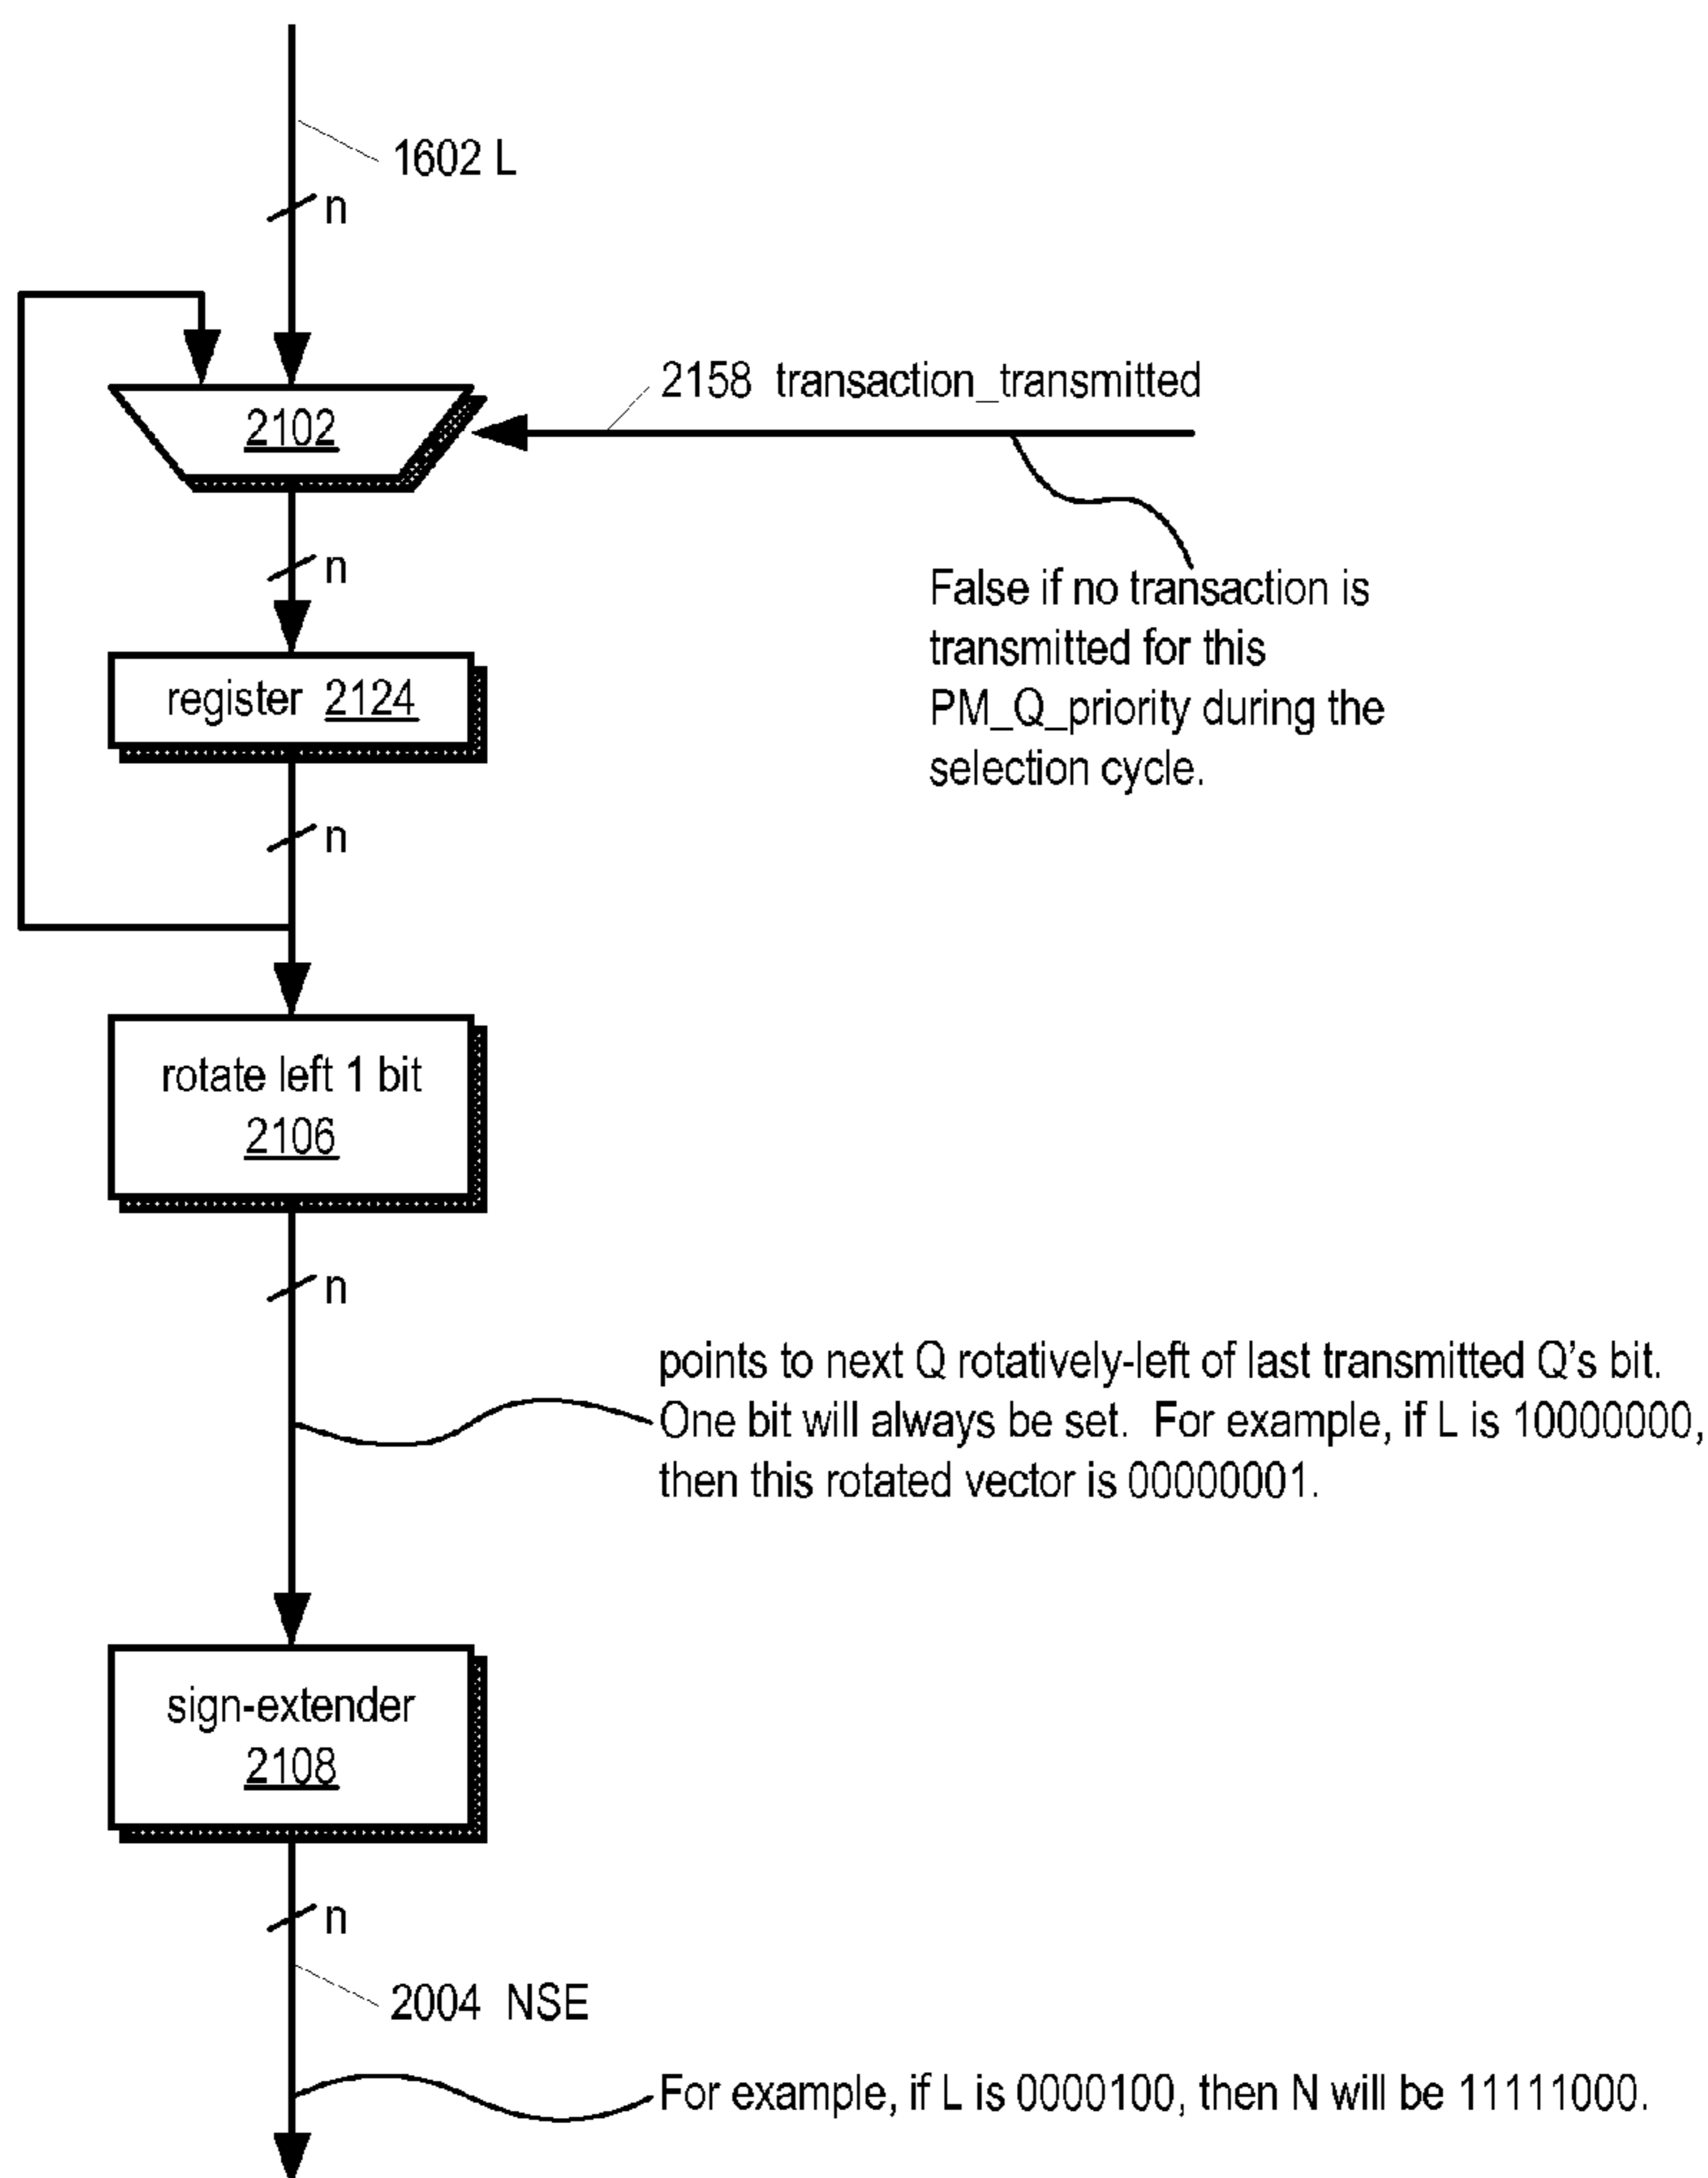 1602 L
n
2158 transaction_transmitted
2102
n
False if no transaction is
transmitted for this
PM_Q_priority during the
selection cycle.
register 2124
n
rotate left 1 bit
2106
n
points to next Q rotatively-left of last transmitted Q's bit.
One bit will always be set. For example, if L is 10000000,
then this rotated vector is 00000001.
sign-extender
2108
n
2004 NSE
For example, if L is 0000100, then N will be 11111000.